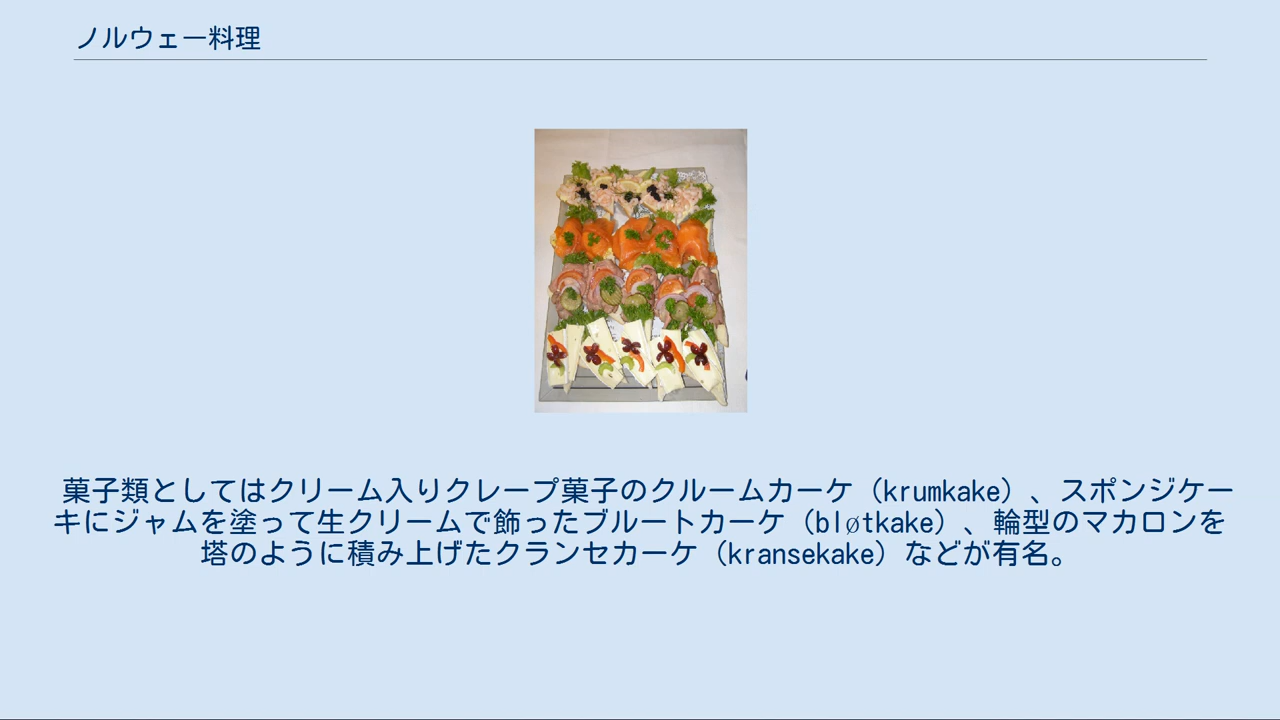 ノルウェー料理
菓子類としてはクリーム入りクレープ菓子のクルームカーケ（krumkake）、スポンジケー
キにジャムを塗って生クリームで飾ったブルートカーケ（bløtkake）、輪型のマカロンを
塔のように積み上げたクランセカーケ（kransekake）などが有名。